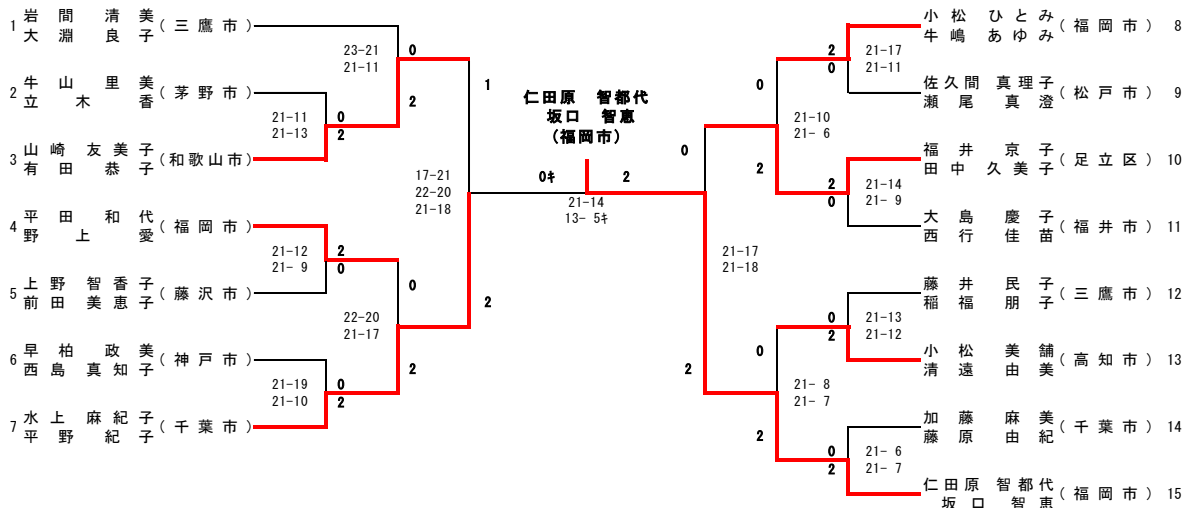 1 岩間清美 大淵良子 (三鷹市)
2 牛山里美 立木香 (茅野市)
3 山崎友美子 有田恭子 (和歌山市)
4 平田和代 野上愛 (福岡市)
5 上野智香子 前田美恵子 (藤沢市)
6 早柏政美 西島真知子 (神戸市)
7 水上麻紀子 平野紀子 (千葉市)
23-21
21-11
0
2
21-11
21-13
0
2
21-12
21- 9
2
0
22-20
21-17
0
2
21-19
21-10
0
2
17-21
22-20
21-18
1
2
仁田原 智都代
坂口 智恵
(福岡市)
0ｷ
2
21-14
13- 5ｷ
0
2
21-17
21-18
0
2
21-10
21- 6
2
0
21-17
21-11
2
0
21-14
21- 9
0
2
21- 8
21- 7
0
2
21-13
21-12
0
2
21- 6
21- 7
小松ひとみ 牛嶋あゆみ (福岡市) 8
佐久間真理子 瀬尾真澄 (松戸市) 9
福井京子 田中久美子 (足立区) 10
大島慶子 西行佳苗 (福井市) 11
藤井民子 稲福朋子 (三鷹市) 12
小松美舗 清遠由美 (高知市) 13
加藤麻美 藤原由紀 (千葉市) 14
仁田原 智都代 坂口智恵 (福岡市) 15